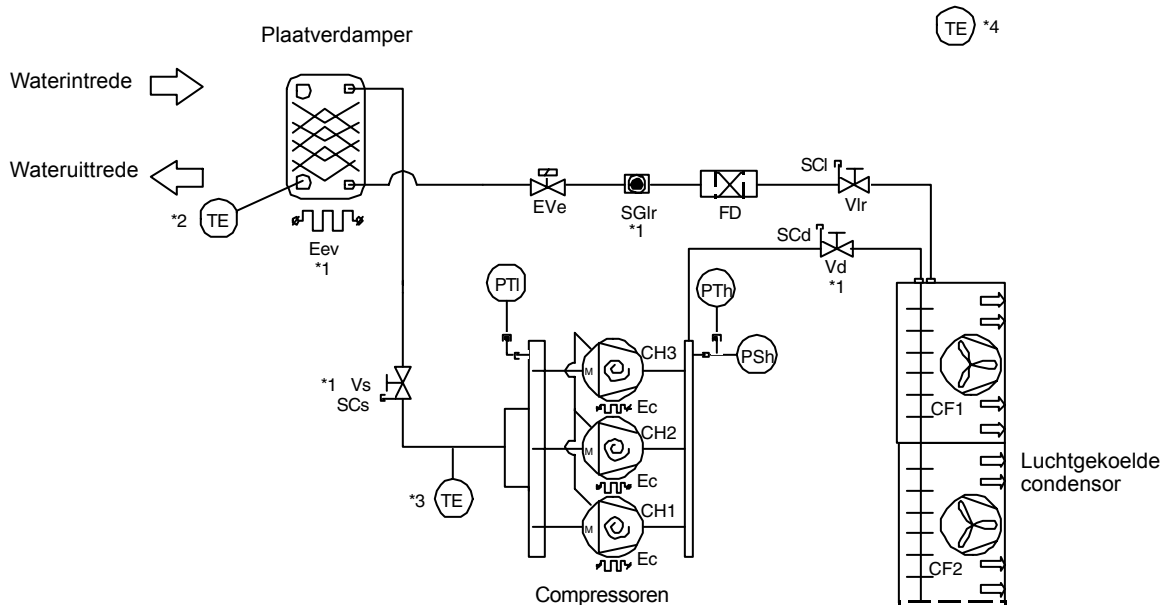 TE *4
Plaatverdamper
Waterintrede
Wateruittrede
SCl
EVe
SGlr
*1
FD
Vlr
*2 TE
Eev
*1
SCd
Vd
*1
PTl
PTh
PSh
M
CH3
Ec
*1 Vs
SCs
CF1
M
CH2
Ec
Luchtgekoelde
condensor
*3 TE
M
CH1
Ec
CF2
Compressoren